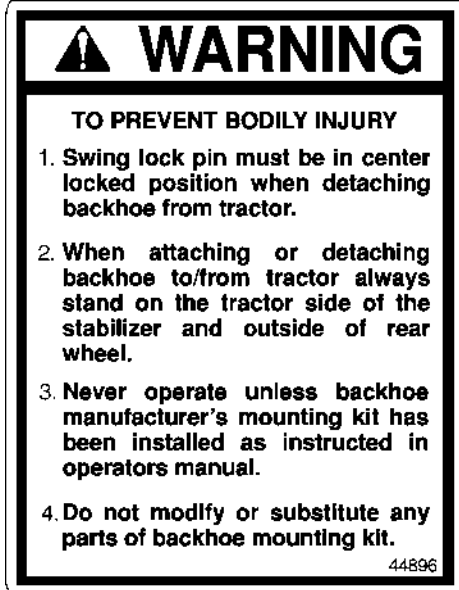 WARNING
TO PREVENT BODILY INJURY
1. Swing lock pin must be in center
locked position when detaching
backhoe from tractor.
2. When attaching or detaching
backhoe to/from tractor always
stand on the tractor side of the
stabilizer and outside of rear
wheel.
3. Never operate unless backhoe
manufacturer's mounting kit has
been installed as instructed in
operators manual.
4. Do not modify or substitute any
parts of backhoe mounting kit.
44896